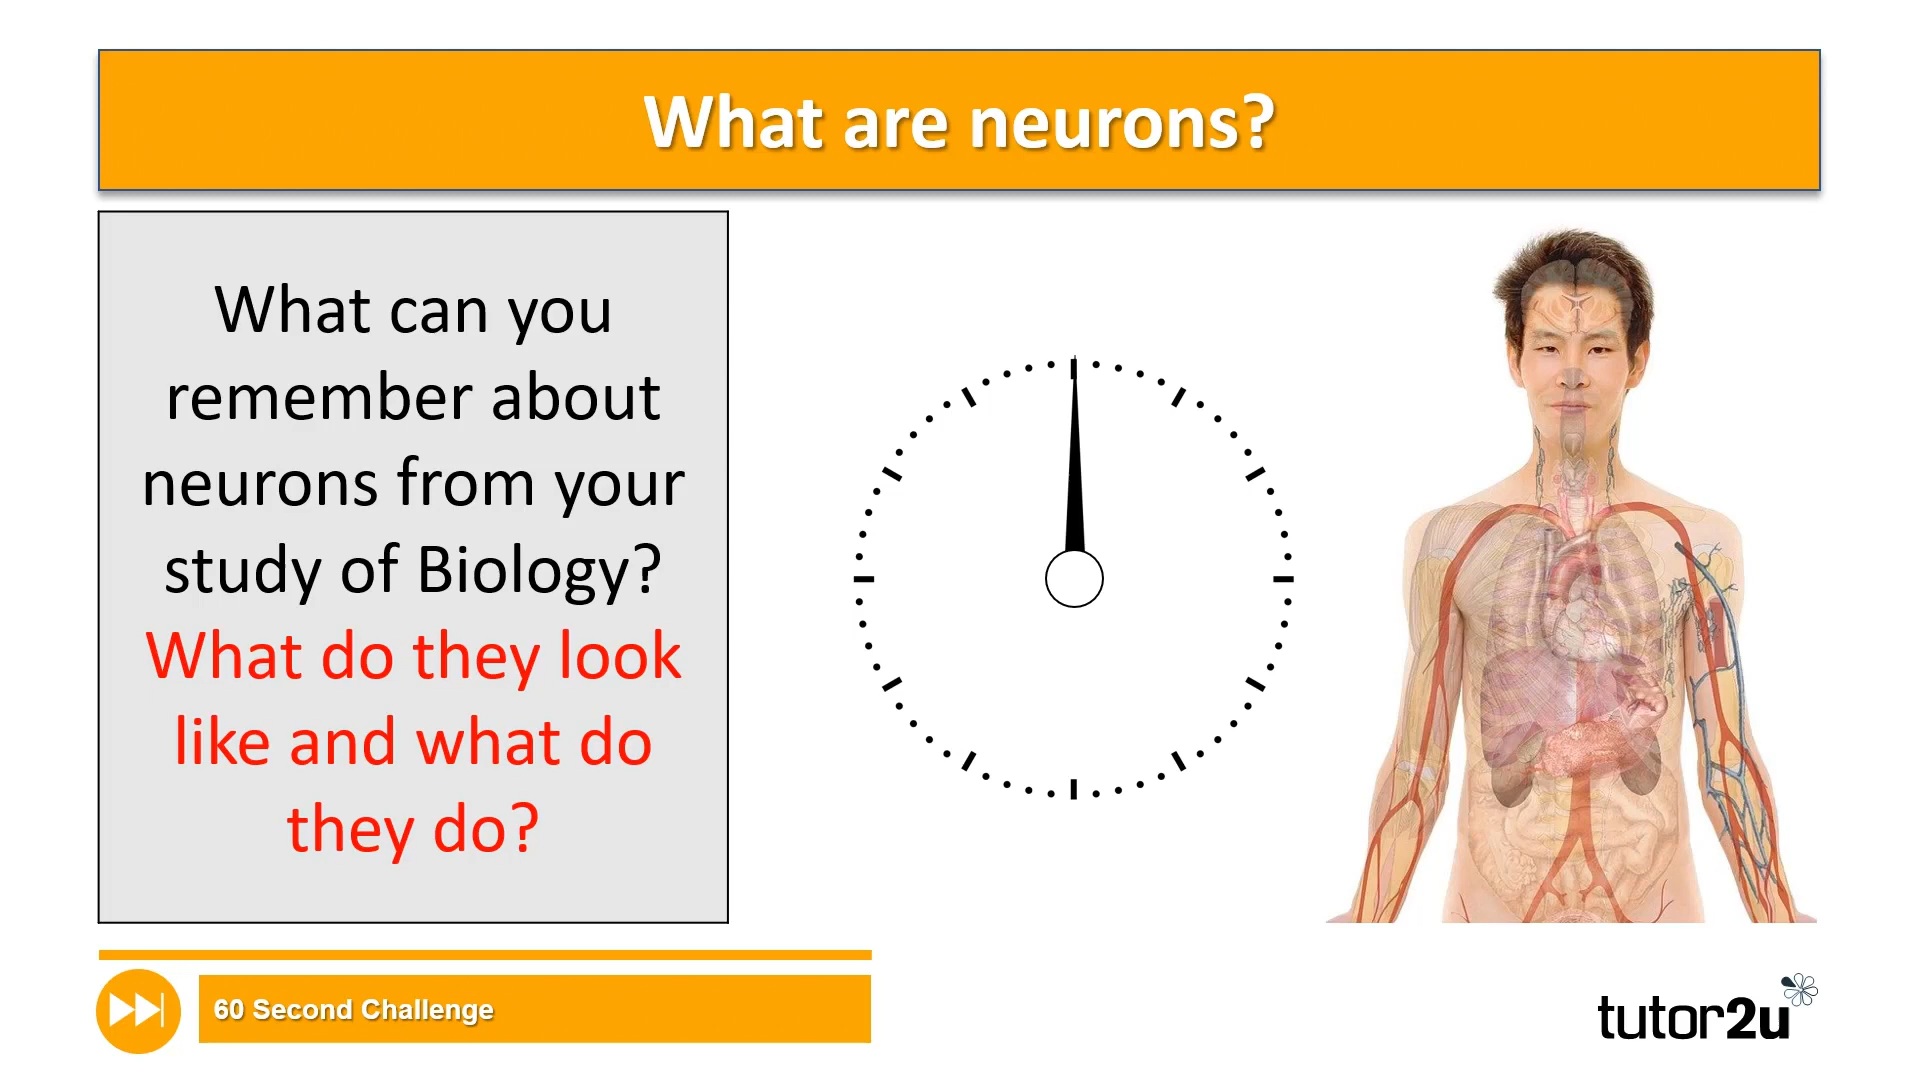 What are neurons?
What can you
remember about
neurons from your
study of Biology?
What do they look
like and what do
they do?
60 Second Challenge
tutor2u